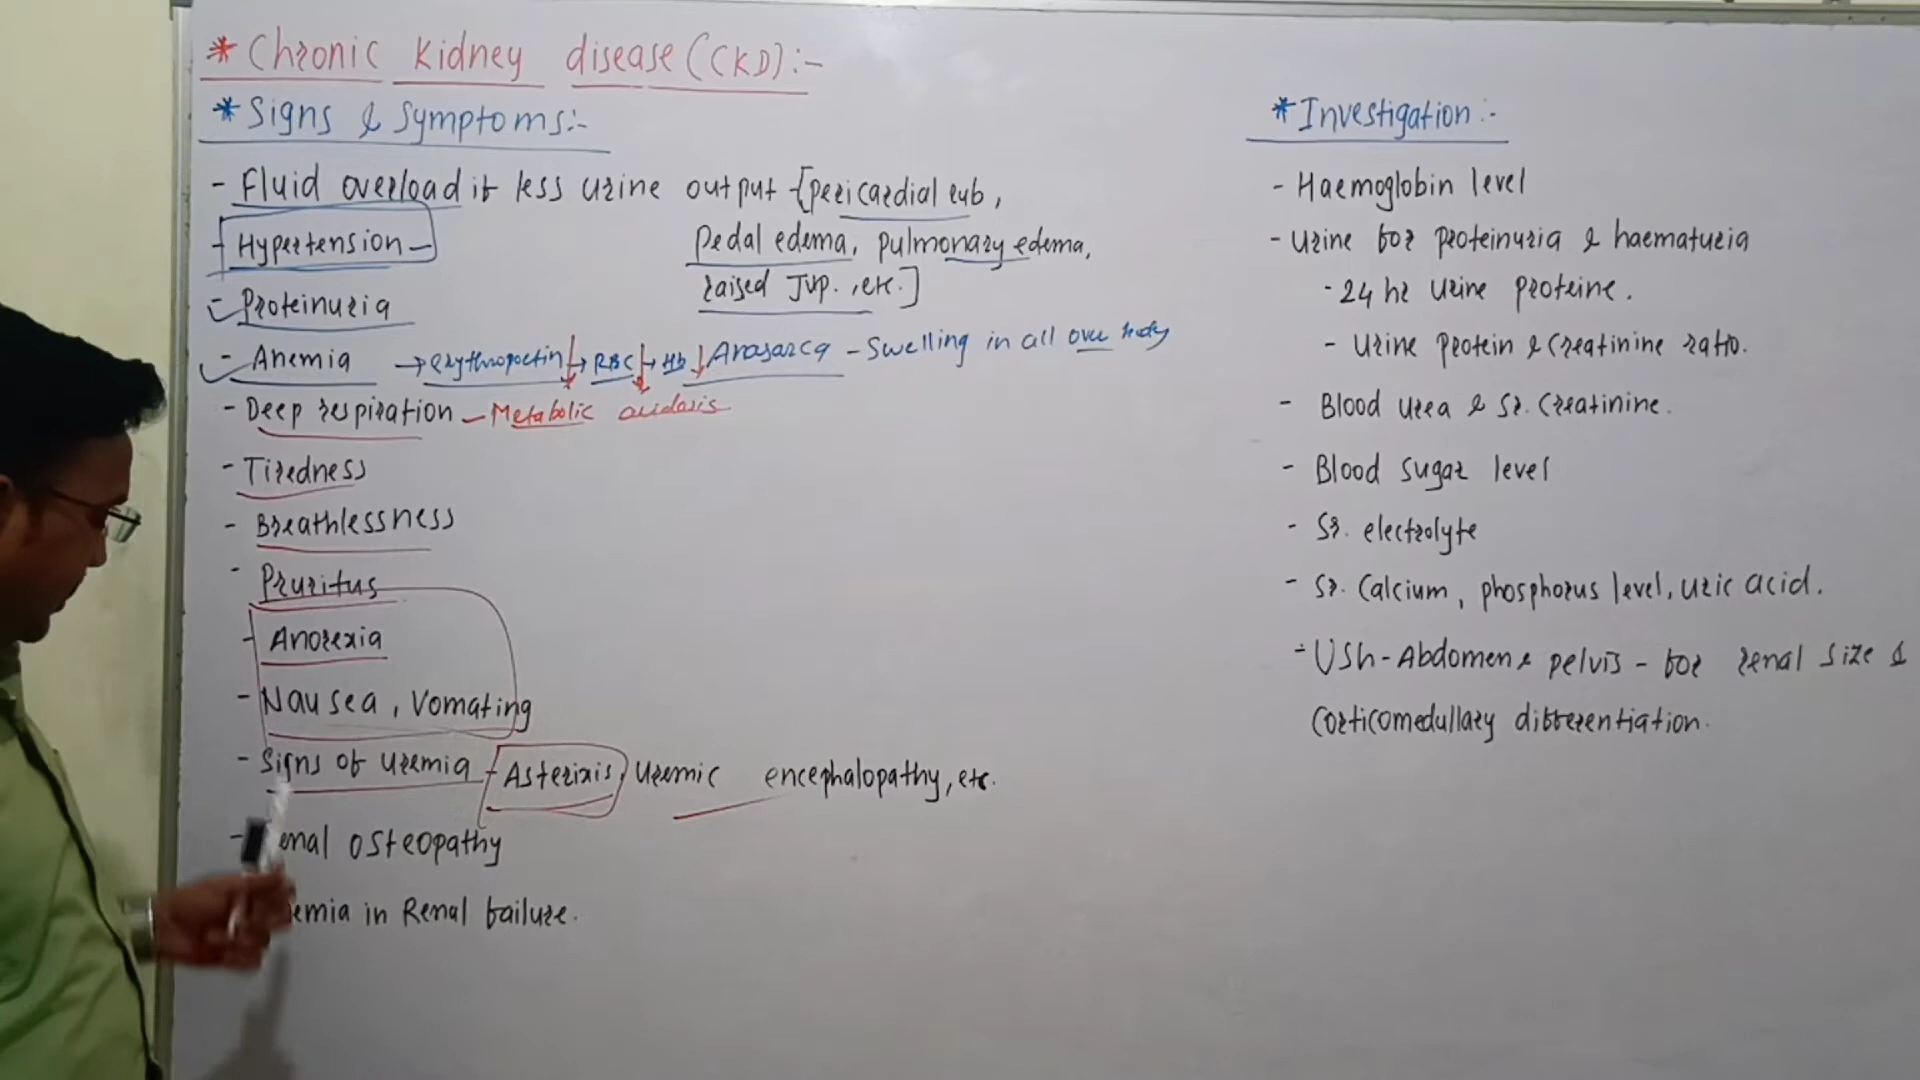 * Chronic kidney disease (CKD):-
* Signs & Symptoms:-
- Fluid overload if less urine output - [pericardial rub,
Pedal edema, pulmonary edema,
raised JVP., etc.]
- Hypertension -
- Proteinuria
- Anemia → erythropoetin ↓ → RBC ↓ → Hb ↓ Anasarca - Swelling in all over body
- Deep respiration - Metabolic acidosis
- Tiredness
- Breathlessness
- Pruritus
- Anorexia
- Nausea, Vomating
- Signs of uremia - Asterixis, Uremic encephalopathy, etc.
- enal osteopathy
emia in Renal failure.
* Investigation:-
- Haemoglobin level
- Urine for proteinuria & haematuria
- 24 hr urine proteine.
- Urine protein & Creatinine ratio.
- Blood urea & Sr. Creatinine.
- Blood sugar level
- Sr. electrolyte
- Sr. Calcium, phosphorus level, uric acid.
- USG - Abdomen & pelvis - for renal size &
Corticomedullary differentiation.